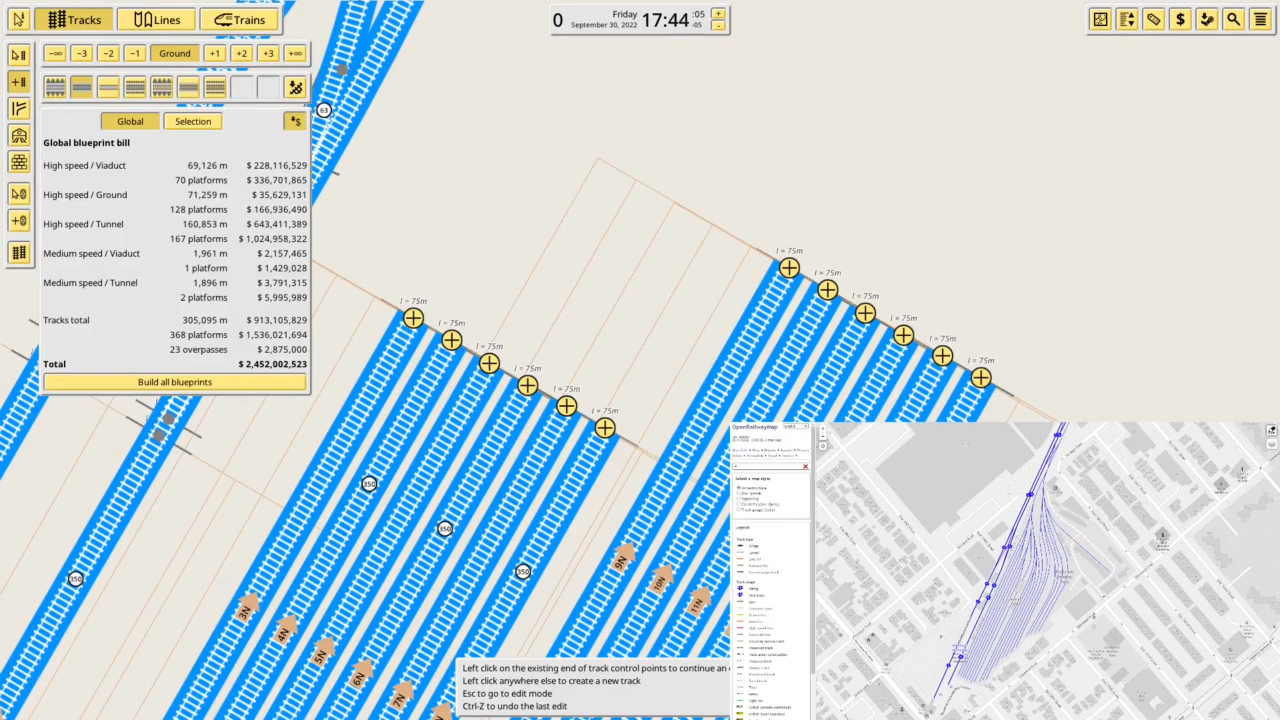 Tracks
Lines
Trains
0
Friday
September 30, 2022
17:44
:05
-05
+
-
−∞
−3
−2
−1
Ground
+1
+2
+3
+∞
Global
Selection
Global blueprint bill
High speed / Viaduct 69,126 m $ 228,116,529
70 platforms $ 336,701,865
High speed / Ground 71,259 m $ 35,629,131
128 platforms $ 166,936,490
High speed / Tunnel 160,853 m $ 643,411,389
167 platforms $ 1,024,958,322
Medium speed / Viaduct 1,961 m $ 2,157,465
1 platform $ 1,429,028
Medium speed / Tunnel 1,896 m $ 3,791,315
2 platforms $ 5,995,989
Tracks total 305,095 m $ 913,105,829
368 platforms $ 1,536,021,694
23 overpasses $ 2,875,000
Total $ 2,452,002,523
Build all blueprints
63
l = 75m
l = 75m
l = 75m
l = 75m
l = 75m
l = 75m
l = 75m
l = 75m
l = 75m
l = 75m
l = 75m
l = 75m
350
350
350
350
3N
4N
5N
6N
7N
9N
10N
11N
Left click on the existing end of track control points to continue an
Left click anywhere else to create a new track
Esc to go to edit mode
Ctrl-Z to undo the last edit
OpenRailwayMap
Select a map style:
Legend